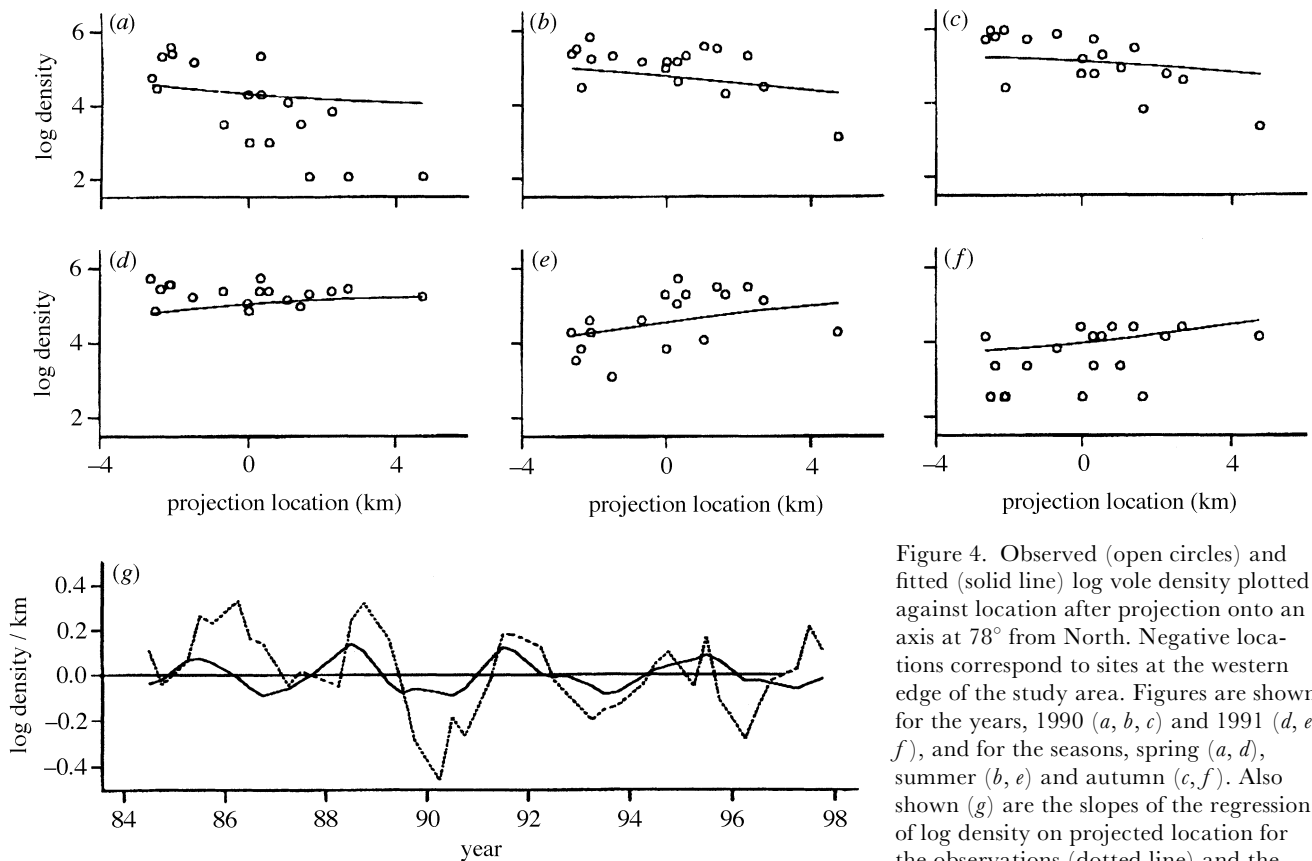 (a) (b) (c)
6
4
2
log density
(d) (e) (f)
6
4
2
log density
–4 0 4 –4 0 4 –4 0 4
projection location (km) projection location (km) projection location (km)
(g)
0.4
0.2
0.0
–0.2
–0.4
log density / km
84 86 88 90 92 94 96 98
year
Figure 4. Observed (open circles) and
fitted (solid line) log vole density plotted
against location after projection onto an
axis at 78° from North. Negative loca-
tions correspond to sites at the western
edge of the study area. Figures are shown
for the years, 1990 (a, b, c) and 1991 (d, e
f), and for the seasons, spring (a, d),
summer (b, e) and autumn (c, f). Also
shown (g) are the slopes of the regression
of log density on projected location for
the observations (dotted line) and the